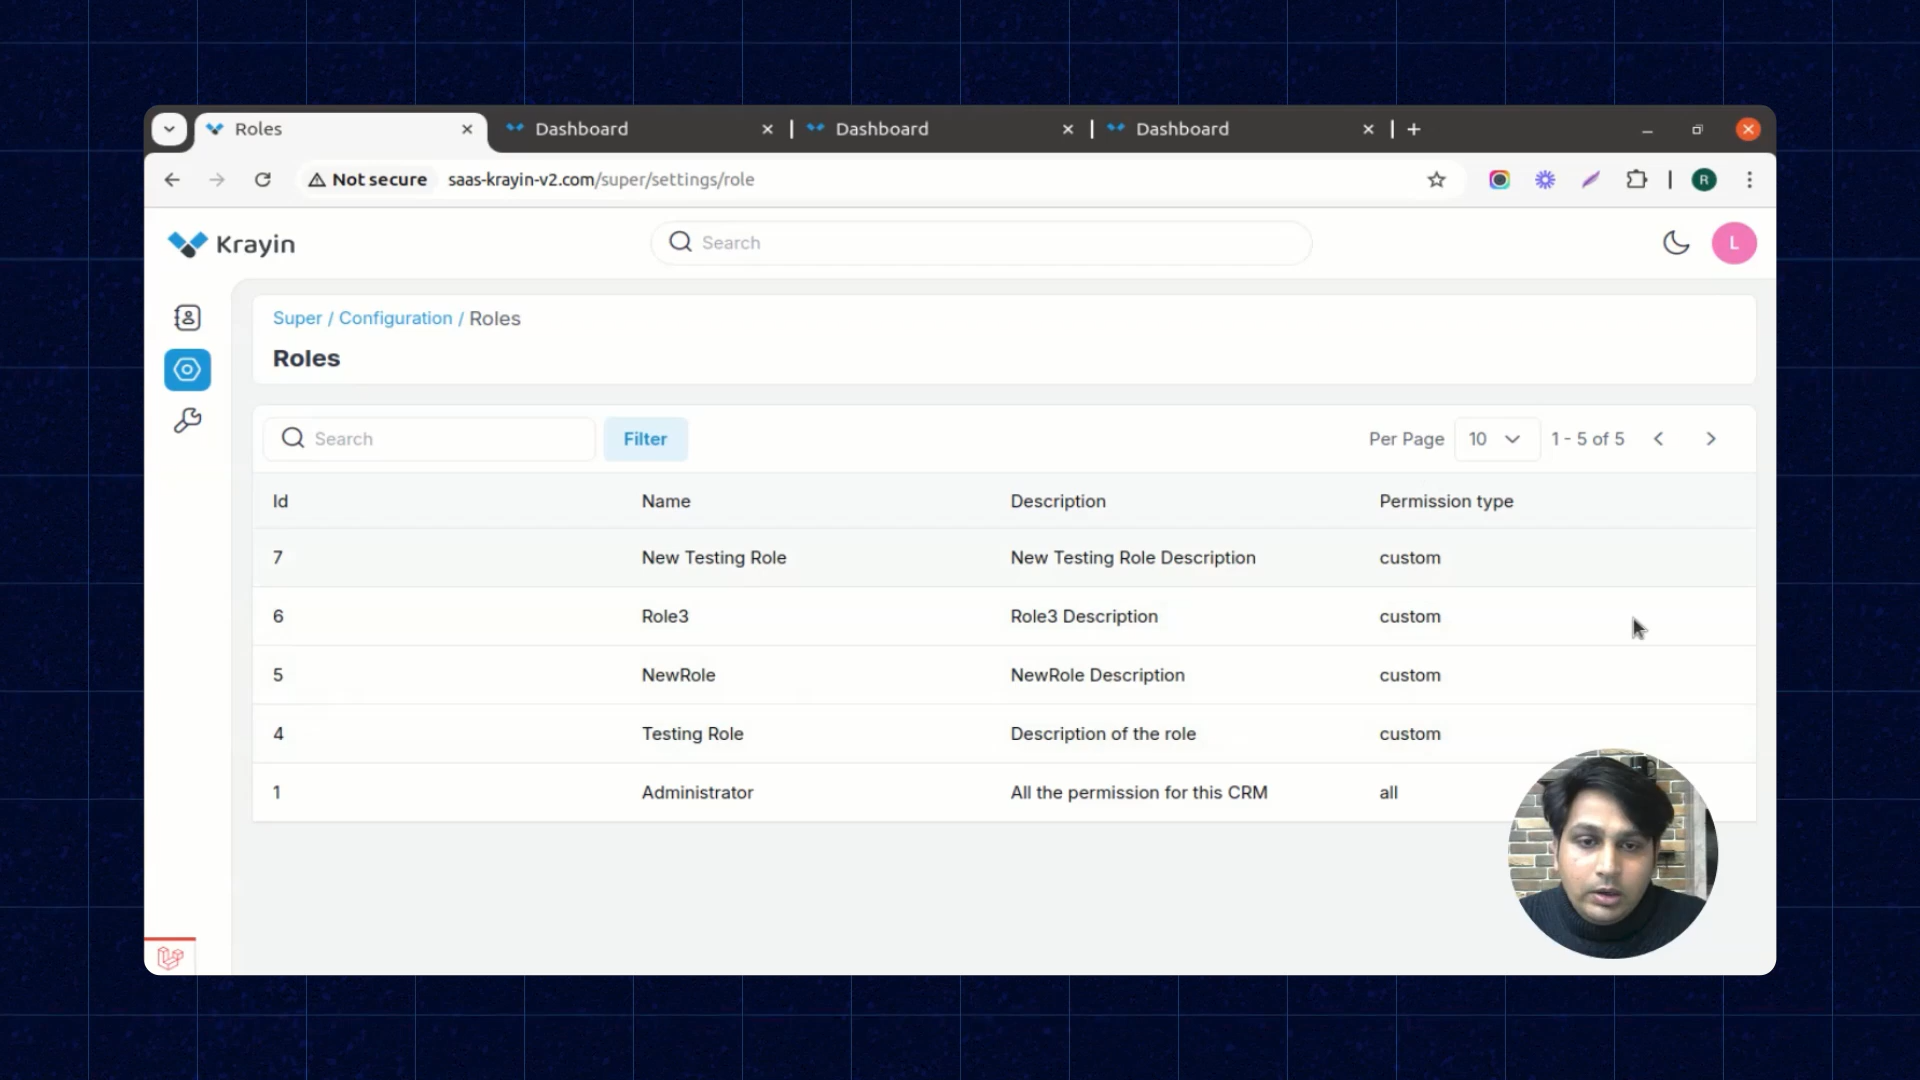 Roles
Dashboard
Dashboard
Dashboard
Not secure
saas-krayin-v2.com/super/settings/role
R
Krayin
Search
L
Super / Configuration / Roles
Roles
Search
Filter
Per Page
10
1 - 5 of 5
Id Name Description Permission type
7 New Testing Role New Testing Role Description custom
6 Role3 Role3 Description custom
5 NewRole NewRole Description custom
4 Testing Role Description of the role custom
1 Administrator All the permission for this CRM all